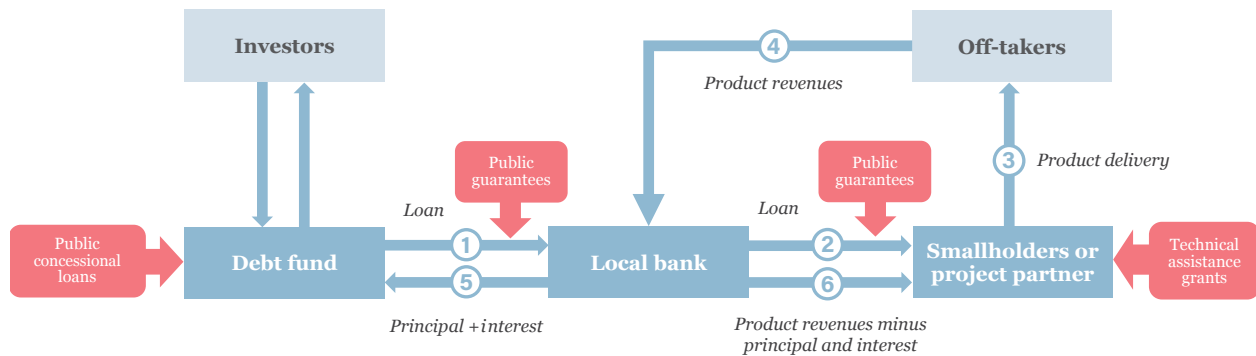 Investors
Off-takers
4
Product revenues
3
Product delivery
Public
guarantees
Public
guarantees
Loan
Loan
Public
concessional
loans
Debt fund
1
Local bank
2
Smallholders or
project partner
Technical
assistance
grants
5
6
Principal +interest
Product revenues minus
principal and interest